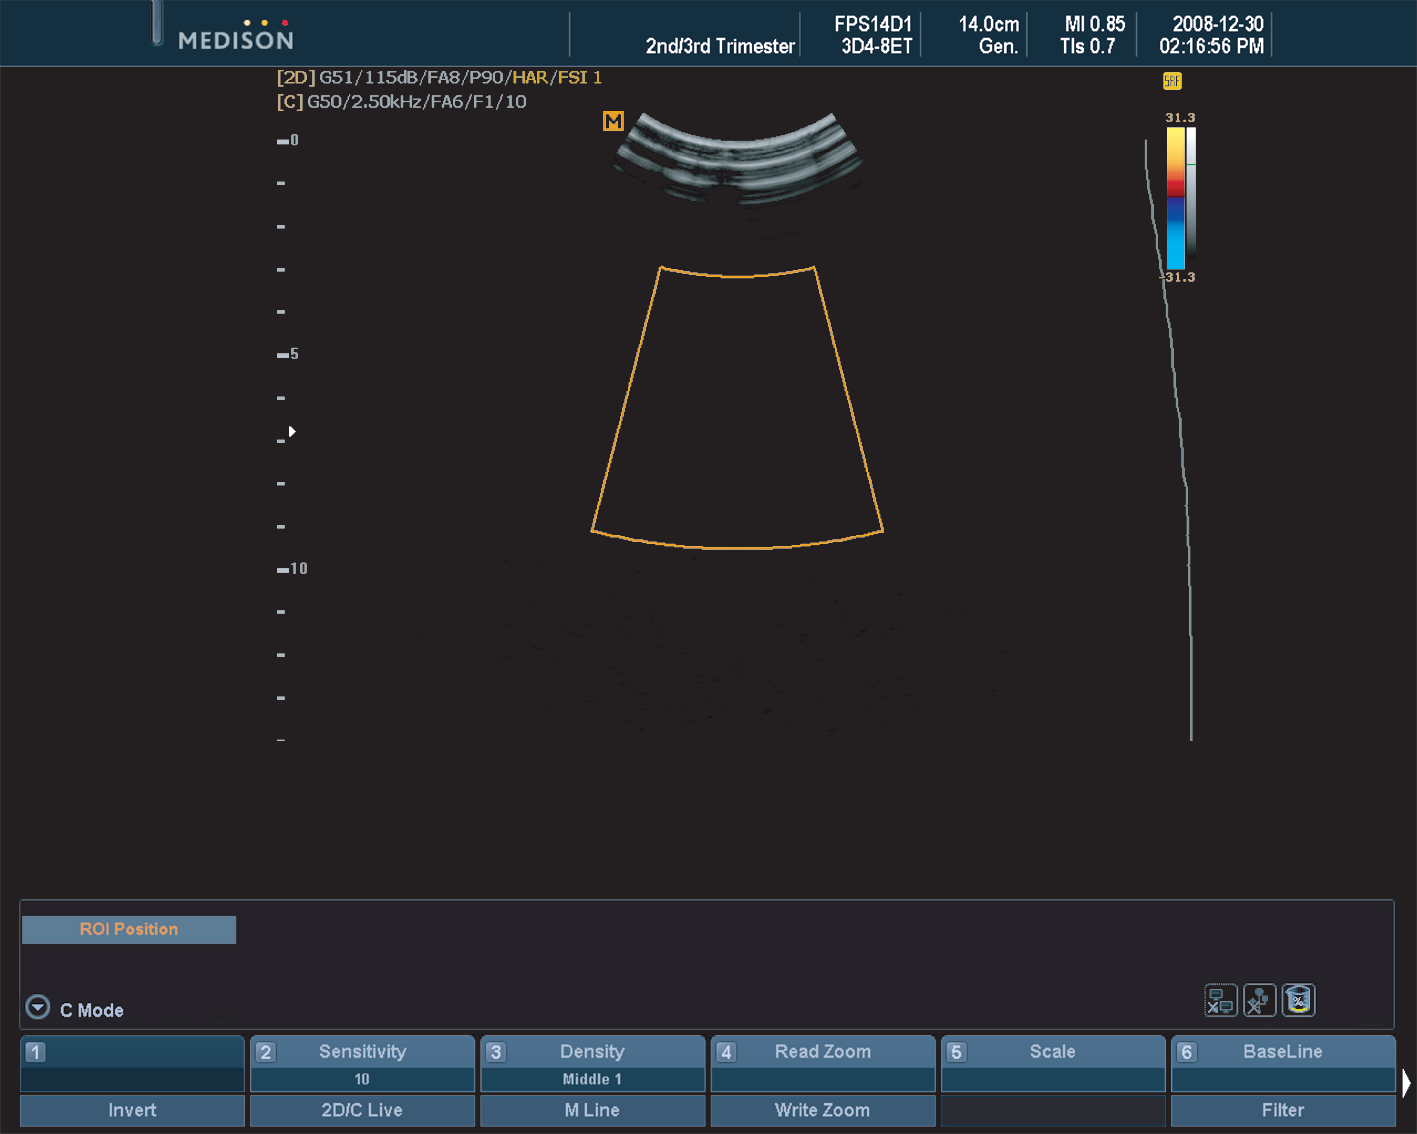 MEDISON
2nd/3rd Trimester
FPS14D1
3D4-8ET
14.0cm
Gen.
MI 0.85
TIs 0.7
2008-12-30
02:16:56 PM
[2D] G51/115dB/FA8/P90/HAR/FSI 1
[C] G50/2.50kHz/FA6/F1/10
M
SRF
31.3
-31.3
0
5
10
ROI Position
C Mode
%
1
2 Sensitivity
10
3 Density
Middle 1
4 Read Zoom
5 Scale
6 BaseLine
Invert
2D/C Live
M Line
Write Zoom
Filter